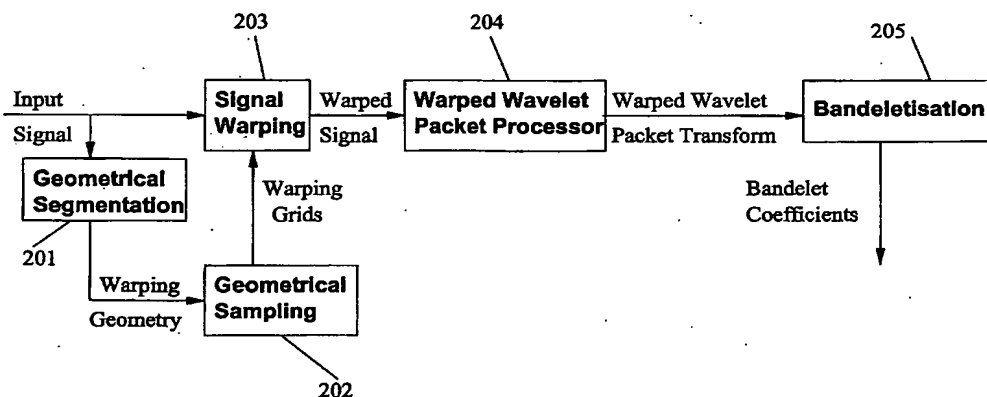 203
204
205
Input
Signal
Signal
Warping
Warped
Signal
Warped Wavelet
Packet Processor
Warped Wavelet
Packet Transform
Bandeletisation
Geometrical
Segmentation
201
Warping
Grids
Bandelet
Coefficients
Warping
Geometry
Geometrical
Sampling
202